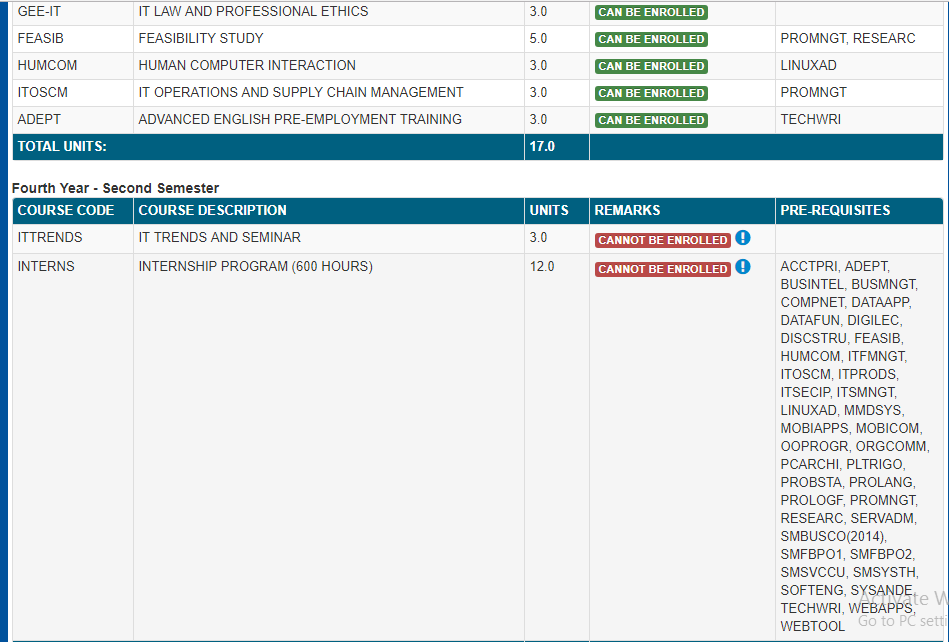 GEE-IT IT LAW AND PROFESSIONAL ETHICS 3.0 CAN BE ENROLLED
FEASIB FEASIBILITY STUDY 5.0 CAN BE ENROLLED PROMNGT, RESEARC
HUMCOM HUMAN COMPUTER INTERACTION 3.0 CAN BE ENROLLED LINUXAD
ITOSCM IT OPERATIONS AND SUPPLY CHAIN MANAGEMENT 3.0 CAN BE ENROLLED PROMNGT
ADEPT ADVANCED ENGLISH PRE-EMPLOYMENT TRAINING 3.0 CAN BE ENROLLED TECHWRI
TOTAL UNITS: 17.0
Fourth Year - Second Semester
COURSE CODE COURSE DESCRIPTION UNITS REMARKS PRE-REQUISITES
ITTRENDS IT TRENDS AND SEMINAR 3.0 CANNOT BE ENROLLED
INTERNS INTERNSHIP PROGRAM (600 HOURS) 12.0 CANNOT BE ENROLLED ACCTPRI, ADEPT,
BUSINTEL, BUSMNGT,
COMPNET, DATAAPP,
DATAFUN, DIGILEC,
DISCSTRU, FEASIB,
HUMCOM, ITFMNGT,
ITOSCM, ITPRODS,
ITSECIP, ITSMNGT,
LINUXAD, MMDSYS,
MOBIAPPS, MOBICOM,
OOPROGR, ORGCOMM,
PCARCHI, PLTRIGO,
PROBSTA, PROLANG,
PROLOGF, PROMNGT,
RESEARC, SERVADM,
SMBUSCO(2014),
SMFBPO1, SMFBPO2,
SMSVCCU, SMSYSTH,
SOFTENG, SYSANDE,
TECHWRI, WEBAPPS,
WEBTOOL
Activate W
Go to PC setti